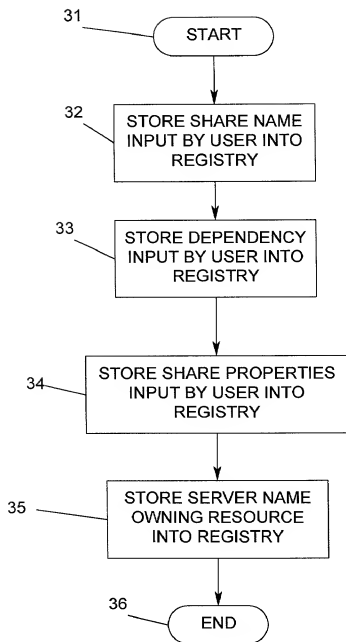 31
START
32
STORE SHARE NAME
INPUT BY USER INTO
REGISTRY
33
STORE DEPENDENCY
INPUT BY USER INTO
REGISTRY
34
STORE SHARE PROPERTIES
INPUT BY USER INTO
REGISTRY
35
STORE SERVER NAME
OWNING RESOURCE
INTO REGISTRY
36
END